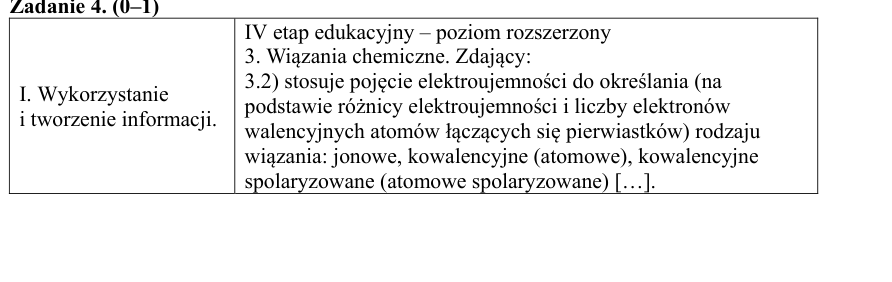 Zadanie 4. (0–1)
I. Wykorzystanie
i tworzenie informacji.
IV etap edukacyjny – poziom rozszerzony
3. Wiązania chemiczne. Zdający:
3.2) stosuje pojęcie elektroujemności do określania (na
podstawie różnicy elektroujemności i liczby elektronów
walencyjnych atomów łączących się pierwiastków) rodzaju
wiązania: jonowe, kowalencyjne (atomowe), kowalencyjne
spolaryzowane (atomowe spolaryzowane) […].